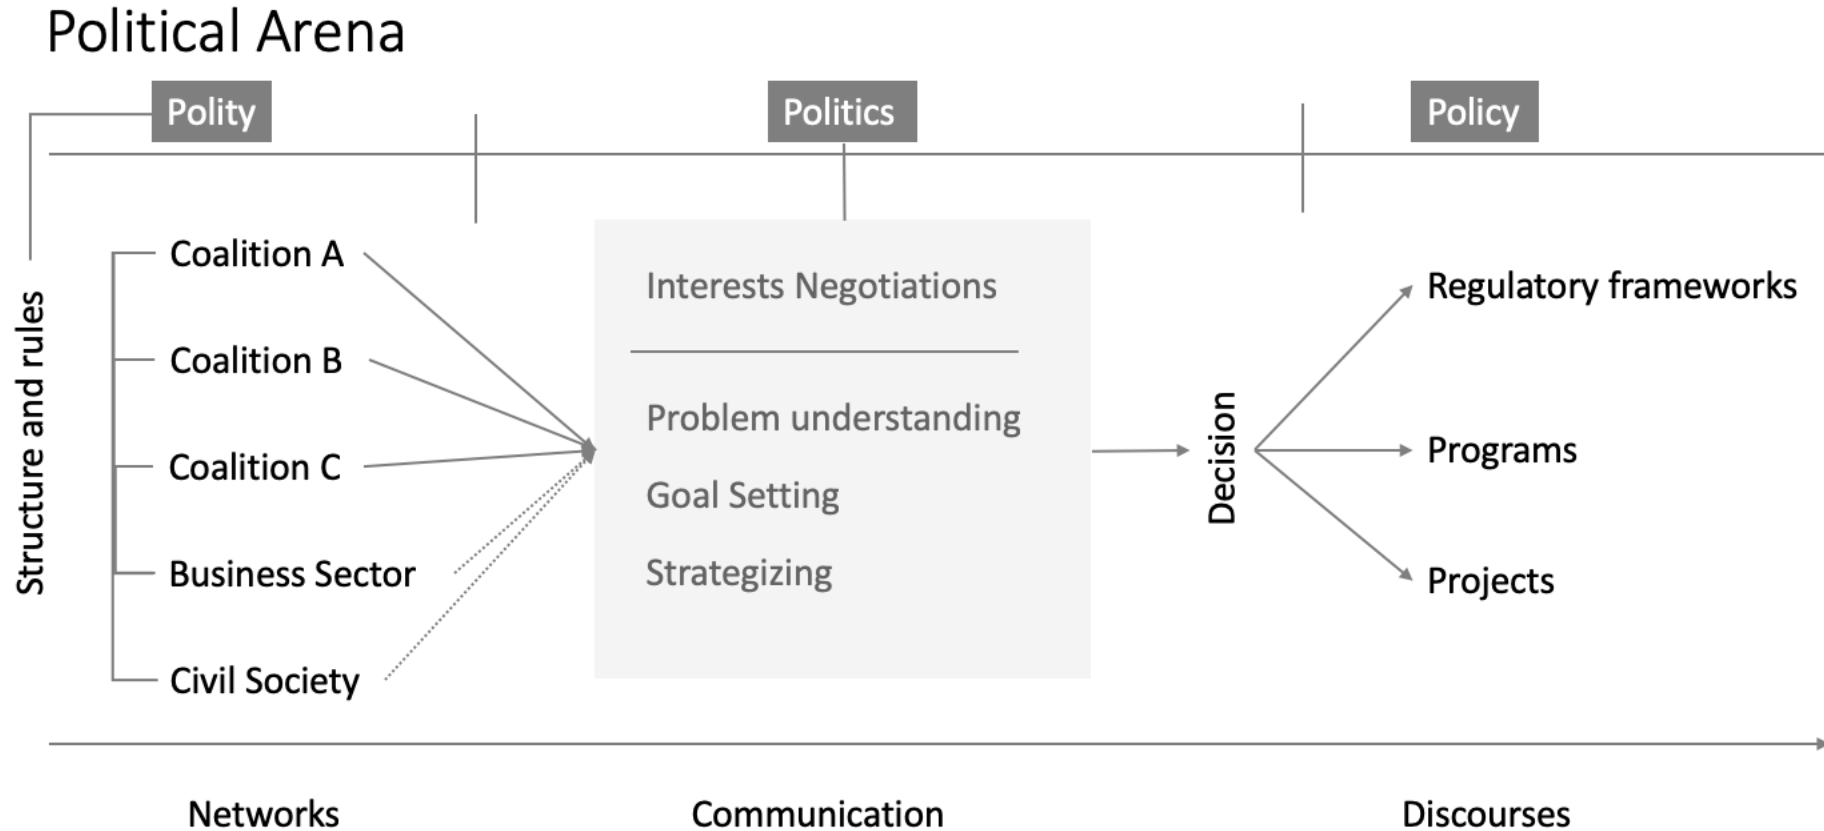 Political Arena
Polity
Politics
Policy
Structure and rules
Coalition A
Coalition B
Coalition C
Business Sector
Civil Society
Interests Negotiations
Problem understanding
Goal Setting
Strategizing
Decision
Regulatory frameworks
Programs
Projects
Networks
Communication
Discourses